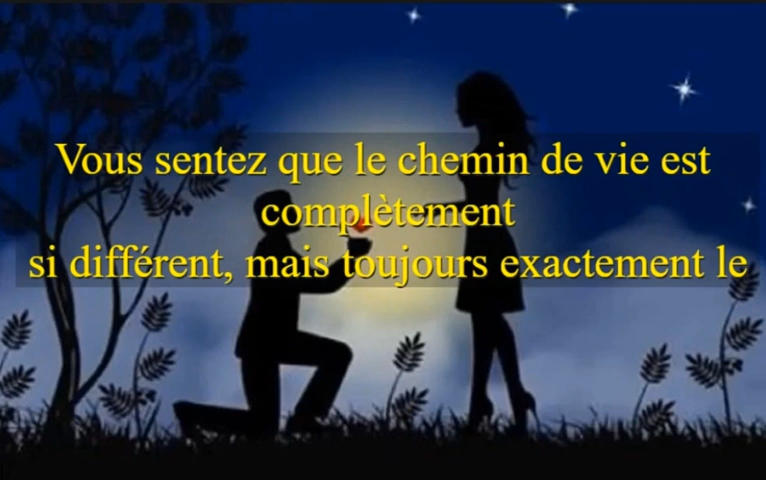 Vous sentez que le chemin de vie est
complètement
si différent, mais toujours exactement le